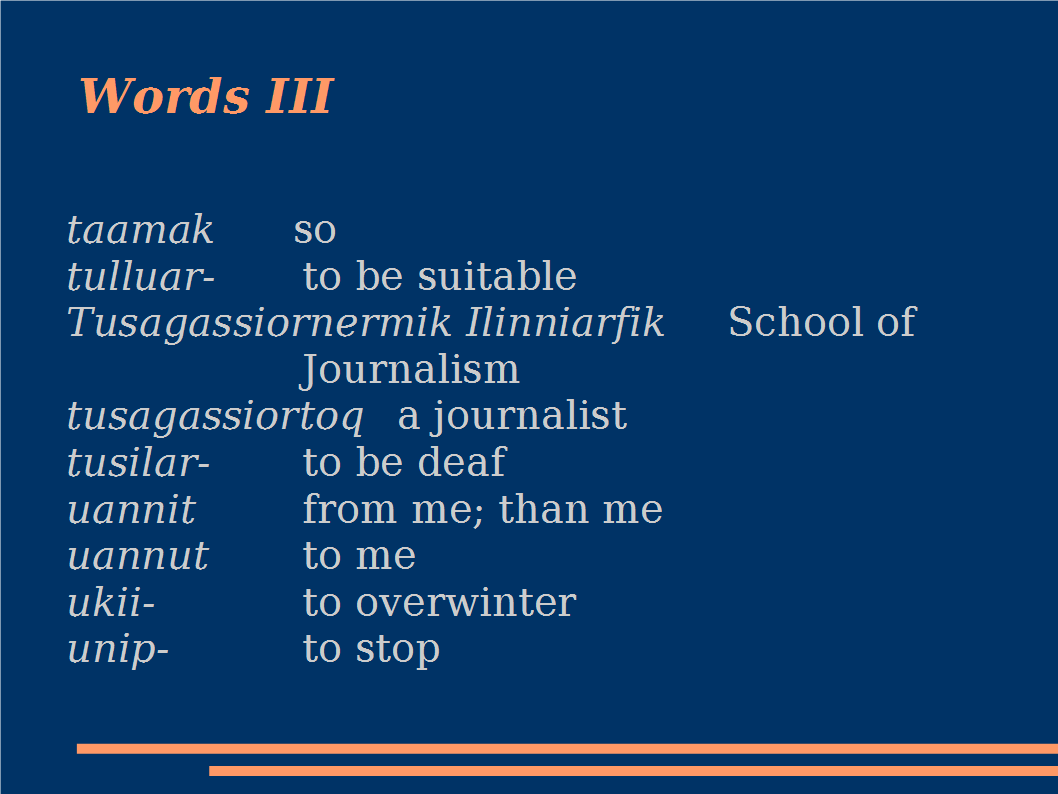 Words III
taamak so
tulluar- to be suitable
Tusagassiornermik Ilinniarfik School of
Journalism
tusagassiortoq a journalist
tusilar- to be deaf
uannit from me; than me
uannut to me
ukii- to overwinter
unip- to stop